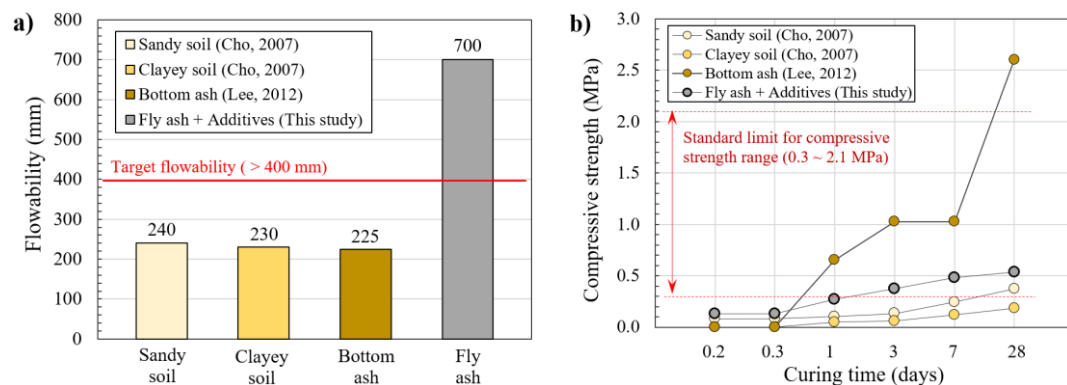 a)
800
700
600
500
400
300
200
100
0
Flowability (mm)
Sandy soil (Cho, 2007)
Clayey soil (Cho, 2007)
Bottom ash (Lee, 2012)
Fly ash + Additives (This study)
700
Target flowability ( > 400 mm)
240
230
225
Sandy
soil
Clayey
soil
Bottom
ash
Fly
ash
b)
3.0
2.5
2.0
1.5
1.0
0.5
0.0
Compressive strength (MPa)
Sandy soil (Cho, 2007)
Clayey soil (Cho, 2007)
Bottom ash (Lee, 2012)
Fly ash + Additives (This study)
Standard limit for compressive
strength range (0.3 ~ 2.1 MPa)
0.2
0.3
1
3
7
28
Curing time (days)